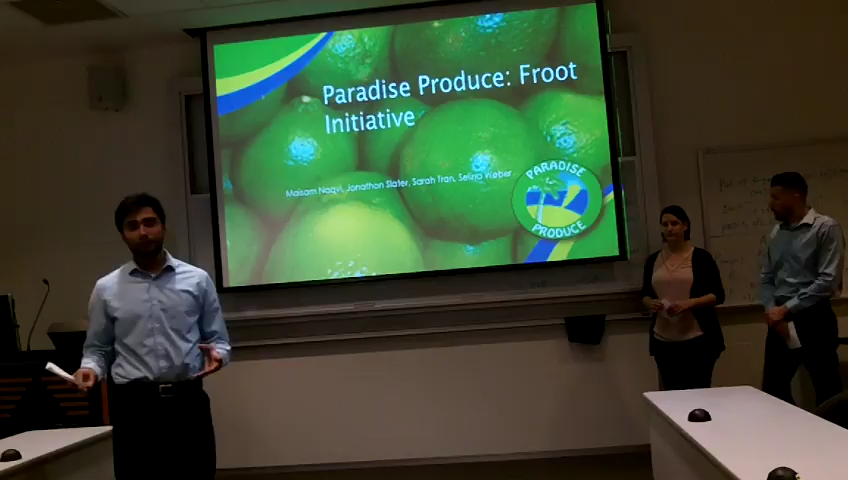 Paradise Produce: Froot
Initiative
Maisam Naqvi, Jonathon Slater, Sarah Tran, Selina Weber
PARADISE
PRODUCE